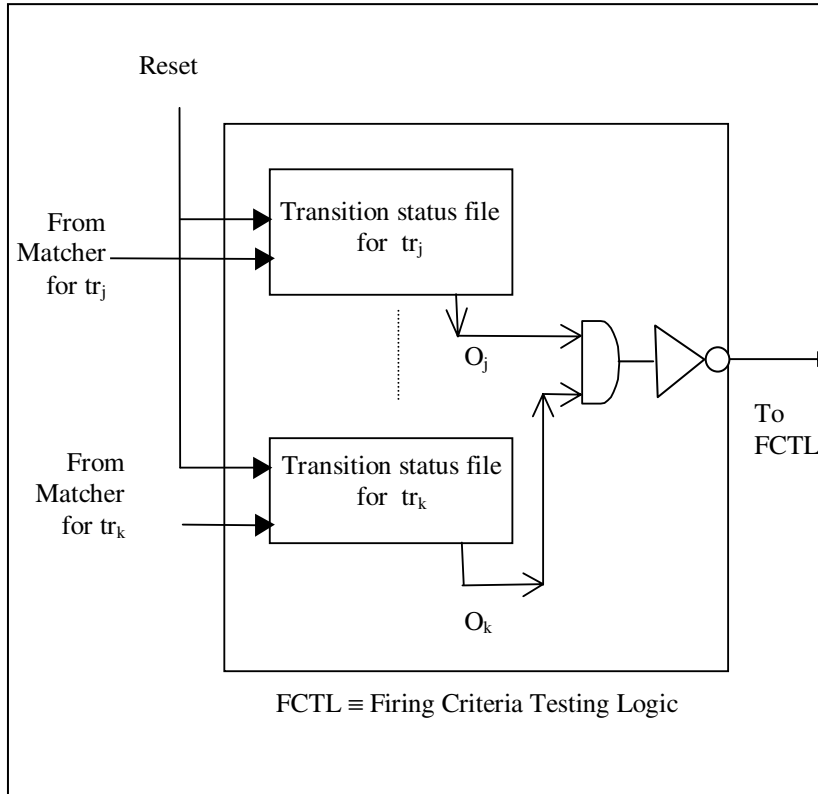 Reset
From
Matcher
for trj
Transition status file
for trj
Oj
To
FCTL
From
Matcher
for trk
Transition status file
for trk
Ok
FCTL ≡ Firing Criteria Testing Logic